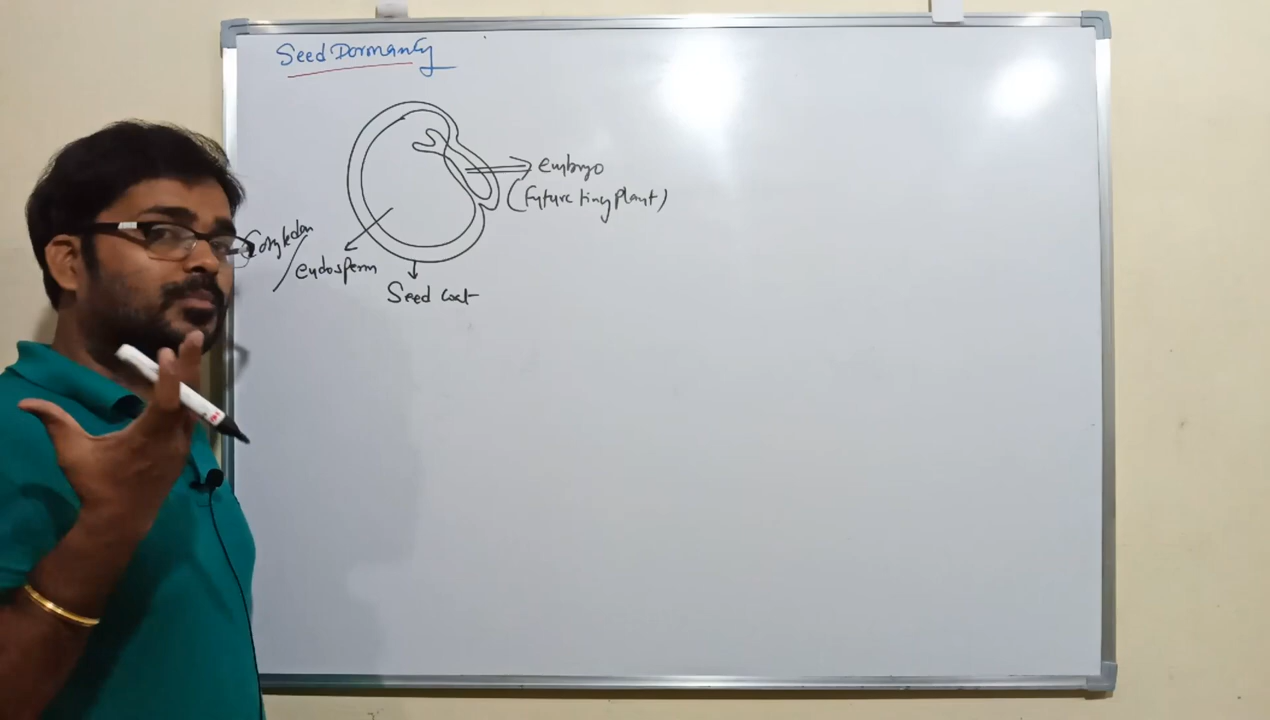 Seed Dormancy
embryo
(future tiny plant)
Cotyledon
/
endosperm
Seed coat